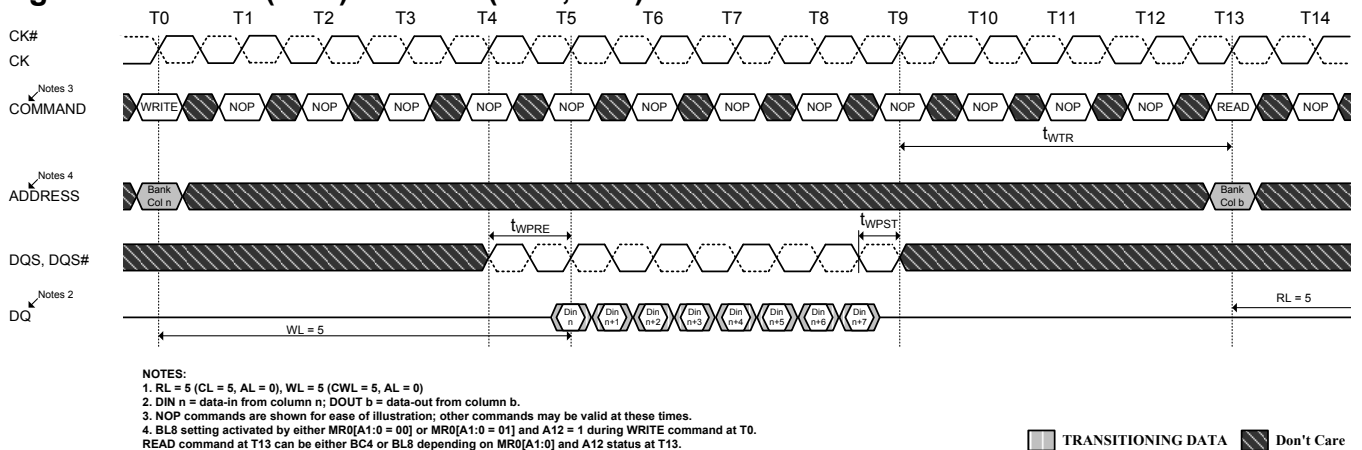 T0 T1 T2 T3 T4 T5 T6 T7 T8 T9 T10 T11 T12 T13 T14
CK#
CK
Notes 3
COMMAND
WRITE NOP NOP NOP NOP NOP NOP NOP NOP NOP NOP NOP NOP READ NOP
tWTR
Notes 4
ADDRESS
Bank Col n
Bank Col b
tWPRE
tWPST
DQS, DQS#
Notes 2
DQ
Din n
Din n+1
Din n+2
Din n+3
Din n+4
Din n+5
Din n+6
Din n+7
RL = 5
WL = 5
NOTES:
1. RL = 5 (CL = 5, AL = 0), WL = 5 (CWL = 5, AL = 0)
2. DIN n = data-in from column n; DOUT b = data-out from column b.
3. NOP commands are shown for ease of illustration; other commands may be valid at these times.
4. BL8 setting activated by either MR0[A1:0 = 00] or MR0[A1:0 = 01] and A12 = 1 during WRITE command at T0.
READ command at T13 can be either BC4 or BL8 depending on MR0[A1:0] and A12 status at T13.
TRANSITIONING DATA
Don't Care